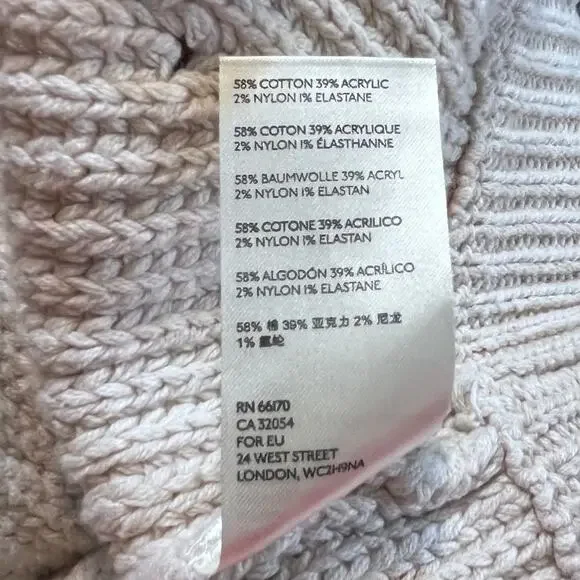 58% COTTON 39% ACRYLIC
2% NYLON 1% ELASTANE
58% COTON 39% ACRYLIQUE
2% NYLON 1% ÉLASTHANNE
58% BAUMWOLLE 39% ACRYL
2% NYLON 1% ELASTAN
58% COTONE 39% ACRILICO
2% NYLON 1% ELASTAN
58% ALGODÓN 39% ACRÍLICO
2% NYLON 1% ELASTANE
58% 棉 39% 亚克力 2% 尼龙
1%
RN 66170
CA 32054
FOR EU
24 WEST STREET
LONDON, WC2H9NA